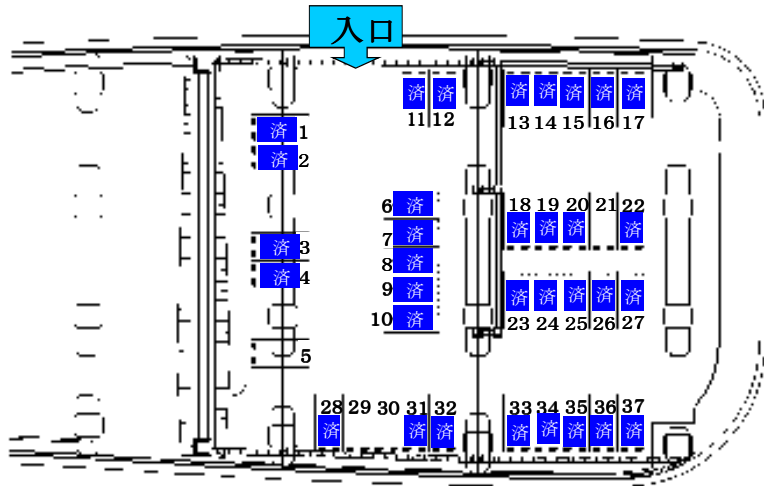 入口
済 済 済 済 済 済 済
11 12 13 14 15 16 17
済 1
済 2
6 済 18 19 20 21 22
7 済 済 済 済 済
済 3
8 済
済 4
9 済 済 済 済 済 済
10 済 23 24 25 26 27
5
28 29 30 31 32 33 34 35 36 37
済 済 済 済 済 済 済 済